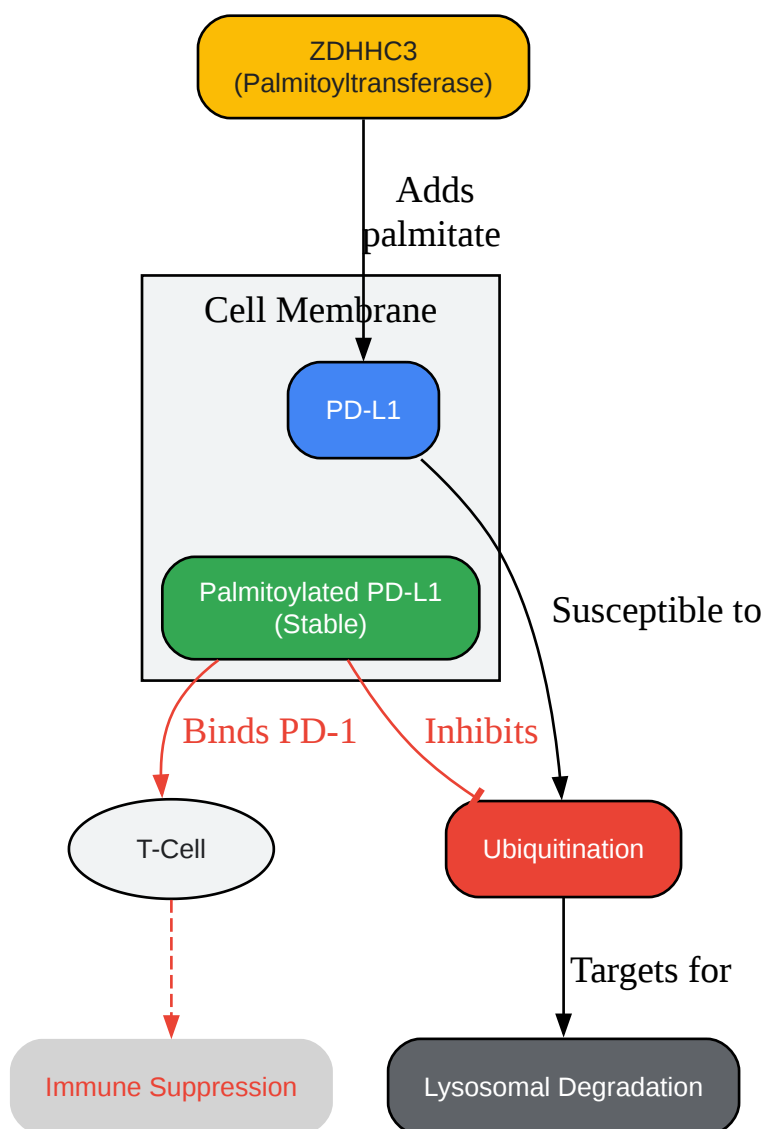 ZDHHC3
(Palmitoyltransferase)
Adds
palmitate
Cell Membrane
PD-L1
Palmitoylated PD-L1
(Stable)
Susceptible to
Binds PD-1
Inhibits
T-Cell
Ubiquitination
Targets for
Immune Suppression
Lysosomal Degradation